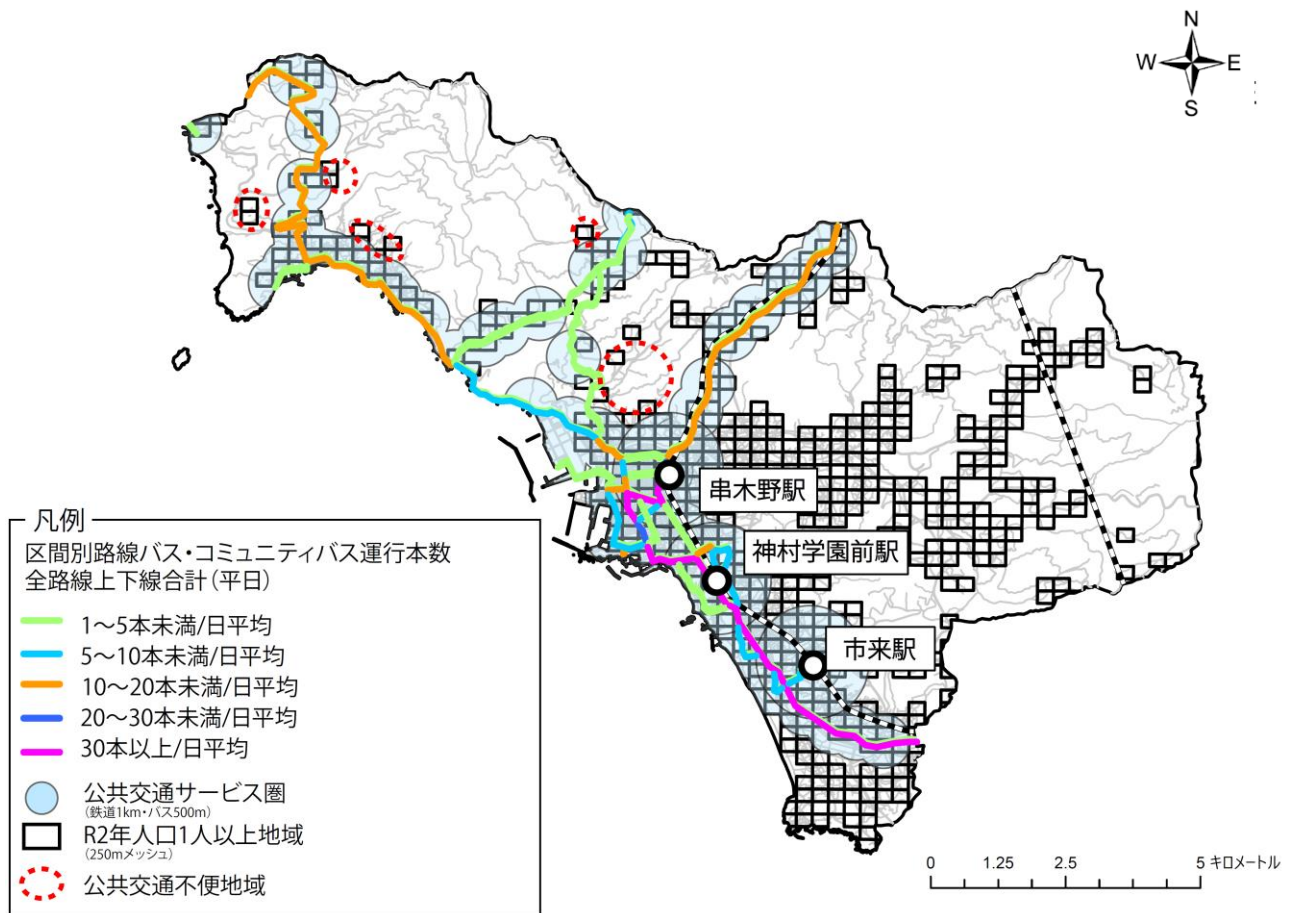 N
W
E
S
串木野駅
神村学園前駅
市来駅
凡例
区間別路線バス・コミュニティバス運行本数
全路線上下線合計(平日)
1～5本未満/日平均
5～10本未満/日平均
10～20本未満/日平均
20～30本未満/日平均
30本以上/日平均
公共交通サービス圏
(鉄道1km・バス500m)
R2年人口1人以上地域
(250mメッシュ)
公共交通不便地域
0 1.25 2.5 5 キロメートル